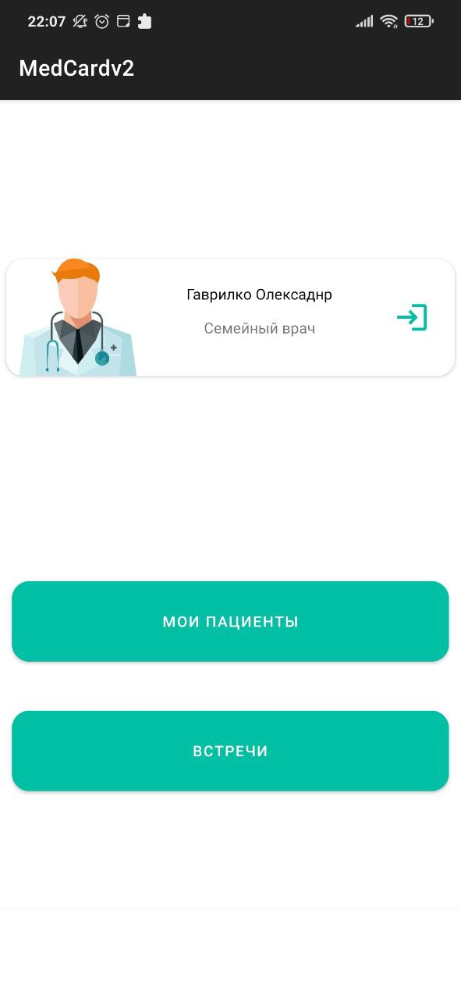 22:07
12
MedCardv2
Гаврилко Олексаднр
Семейный врач
МОИ ПАЦИЕНТЫ
ВСТРЕЧИ